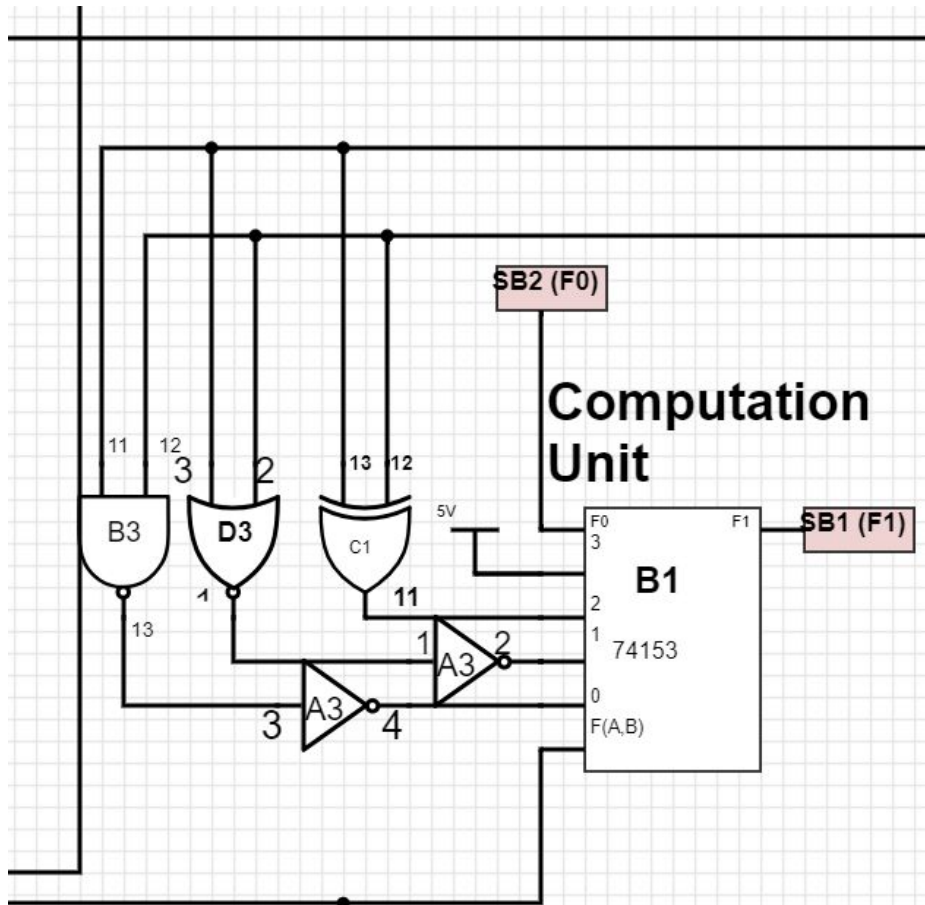 SB2 (F0)
Computation
Unit
11
12
3
2
13
12
B3
D3
C1
5V
F0
F1
SB1 (F1)
3
B1
1
11
2
13
1
2
1
74153
A3
0
3
A3
4
F(A,B)